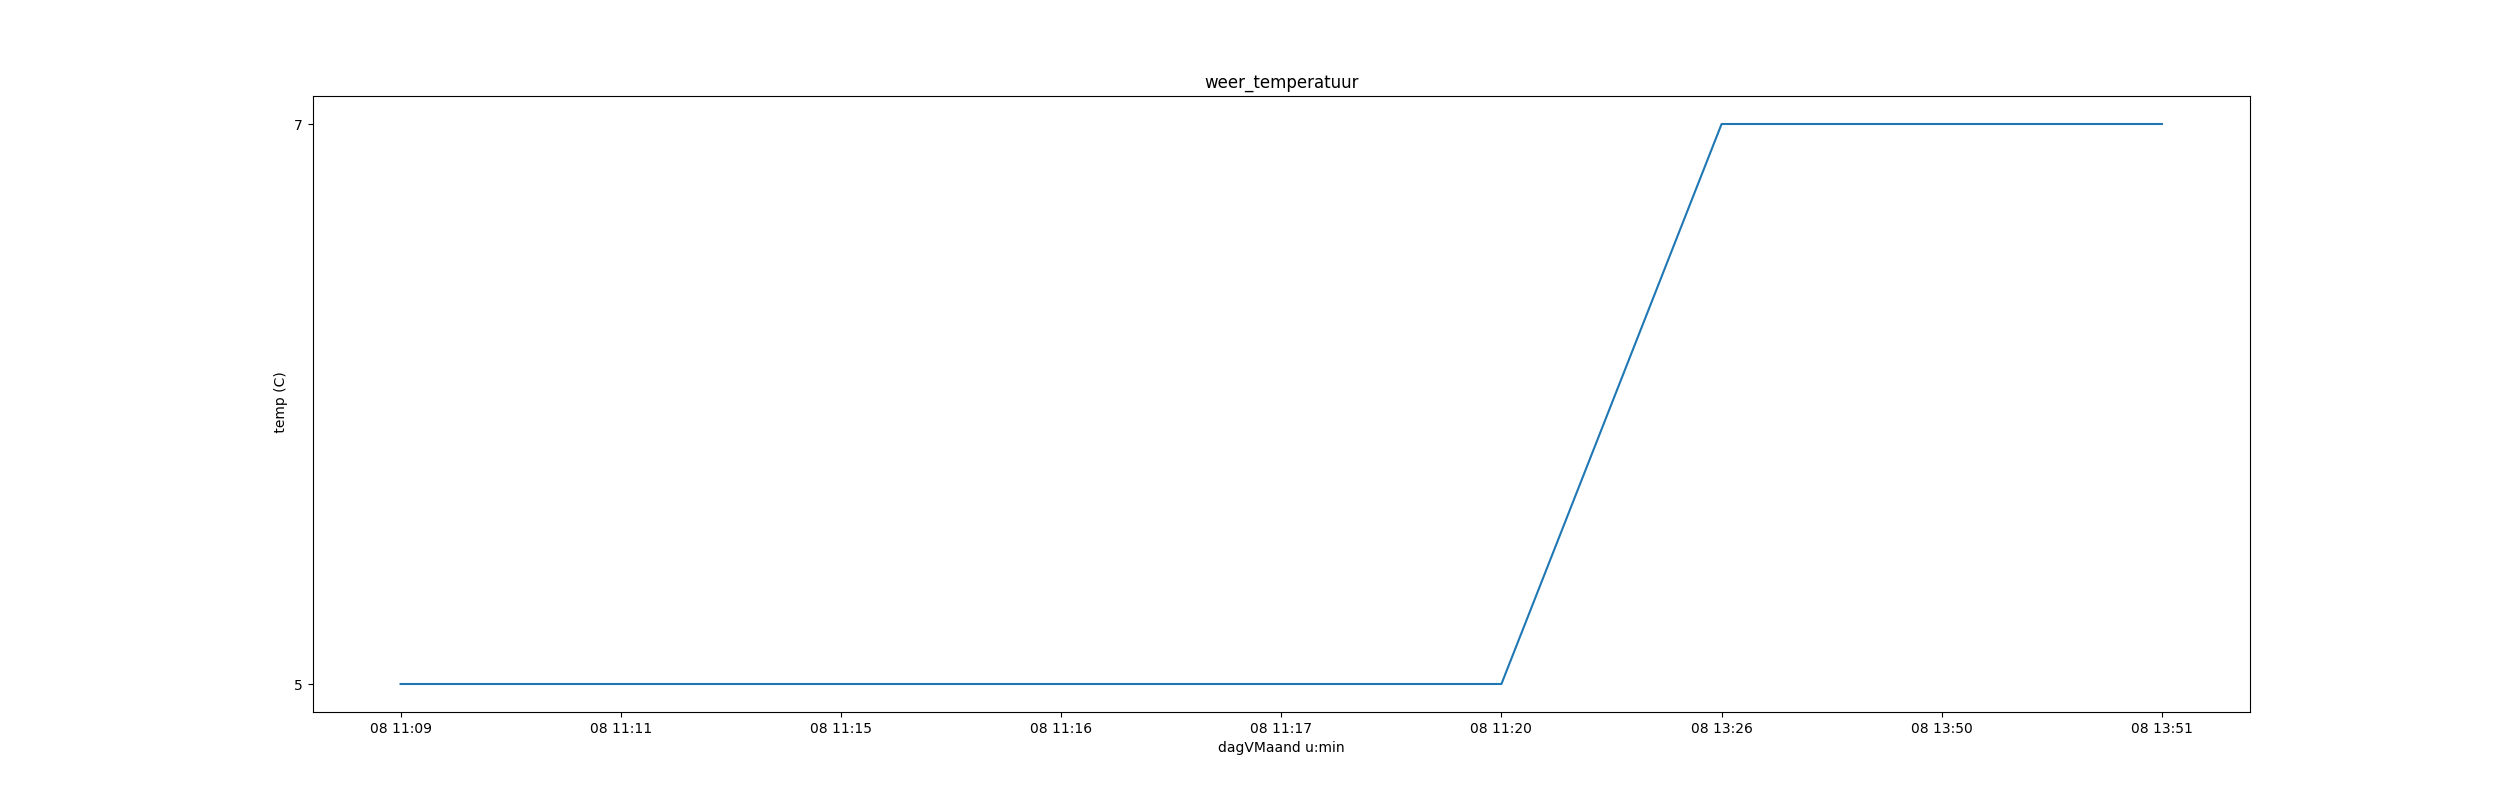 weer_temperatuur
7
temp (C)
5
08 11:09 08 11:11 08 11:15 08 11:16 08 11:17 08 11:20 08 13:26 08 13:50 08 13:51
dagVMaand u:min